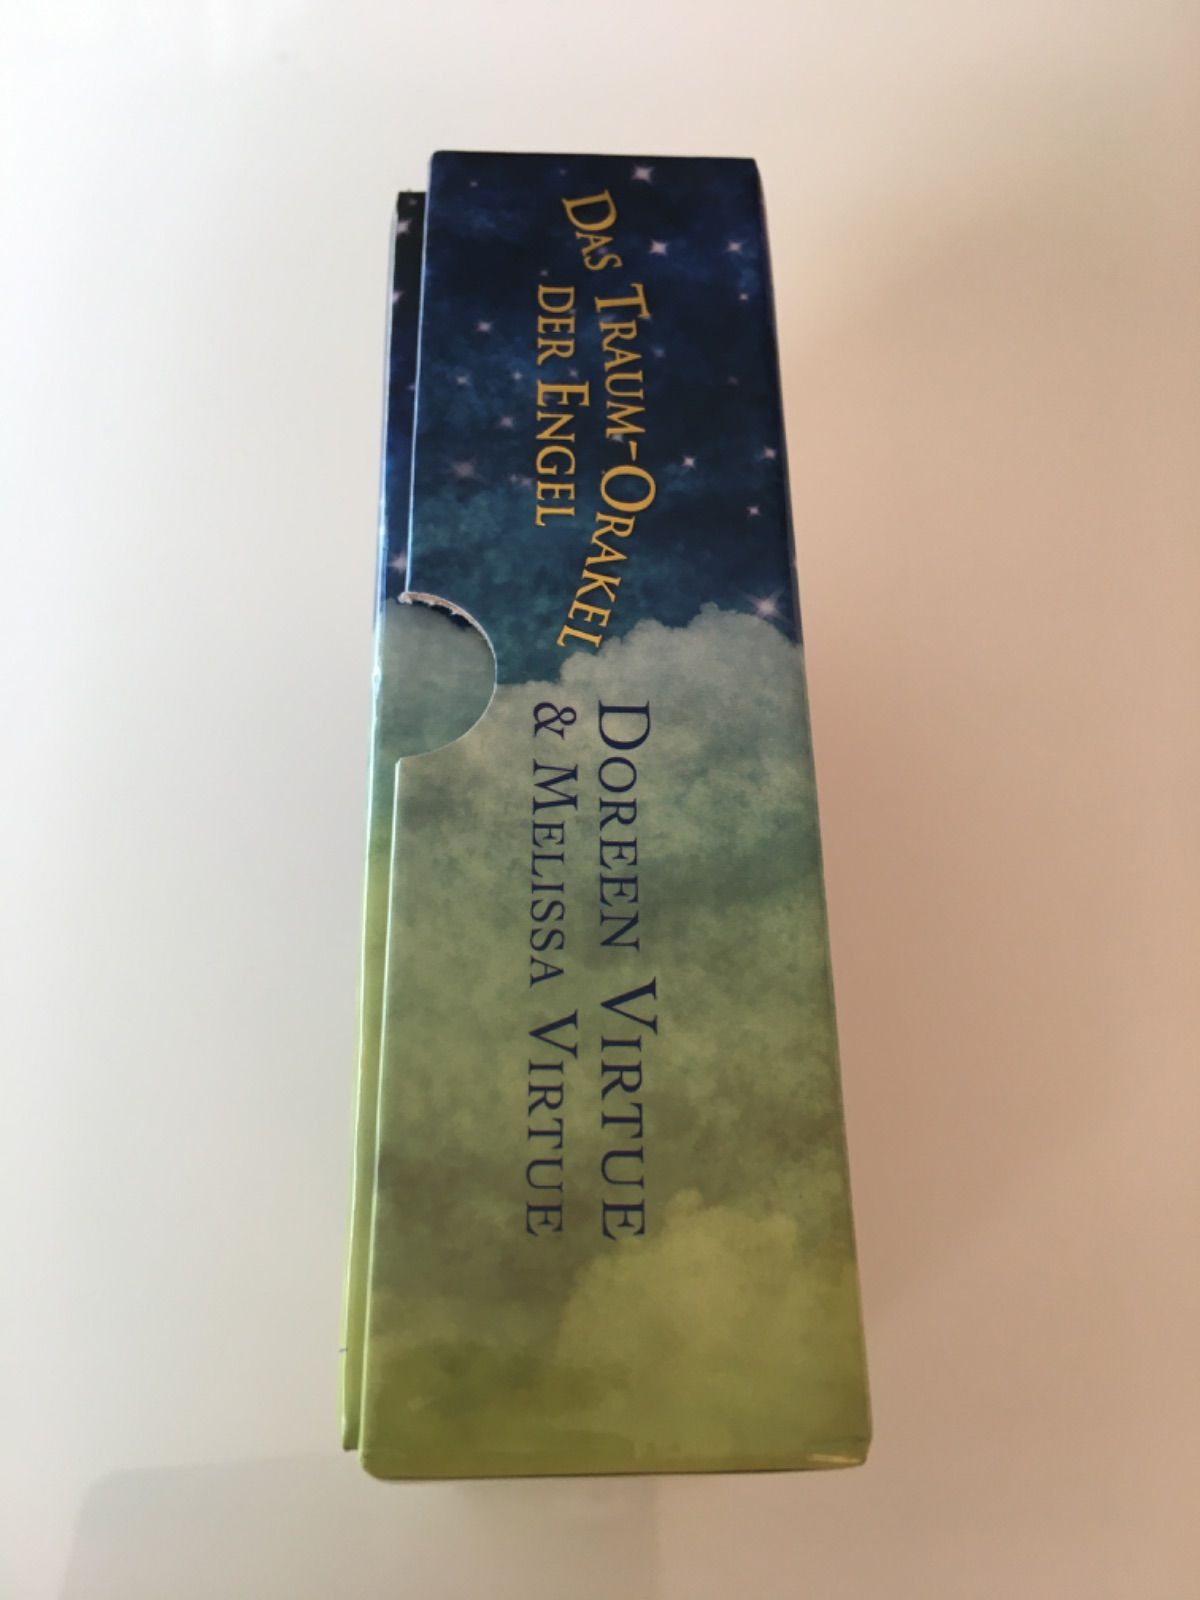 DAS TRAUM-ORAKEL
DER ENGEL
DOREEN VIRTUE
& MELISSA VIRTUE